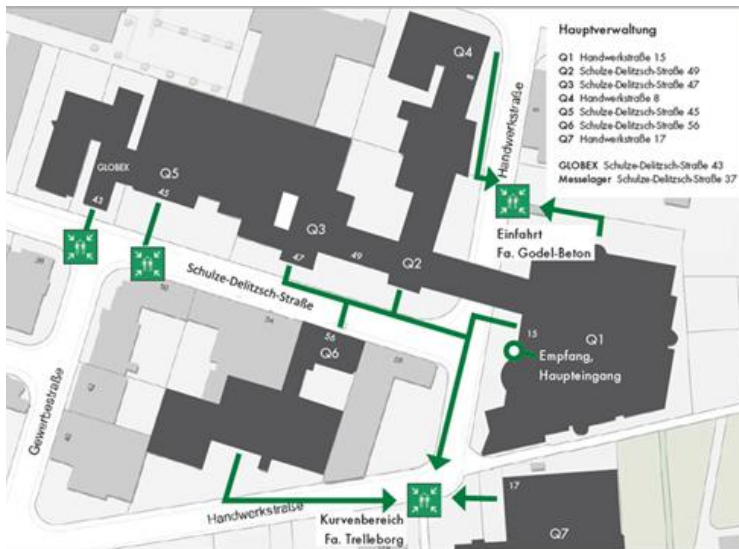 Hauptverwaltung
Q1 Handwerkstraße 15
Q2 Schulze-Delitzsch-Straße 49
Q3 Schulze-Delitzsch-Straße 47
Q4 Handwerkstraße 8
Q5 Schulze-Delitzsch-Straße 45
Q6 Schulze-Delitzsch-Straße 56
Q7 Handwerkstraße 17
GLOBEX Schulze-Delitzsch-Straße 43
Messelager Schulze-Delitzsch-Straße 37
Q4
8
Handwerkstraße
GLOBEX
Q5
43
45
Q3
47
49
Q2
Einfahrt
Fa. Godel-Beton
Schulze-Delitzsch-Straße
15
Q1
56
Q6
Empfang,
Haupteingang
Gewerbestraße
Handwerkstraße
Kurvenbereich
Fa. Trelleborg
17
Q7